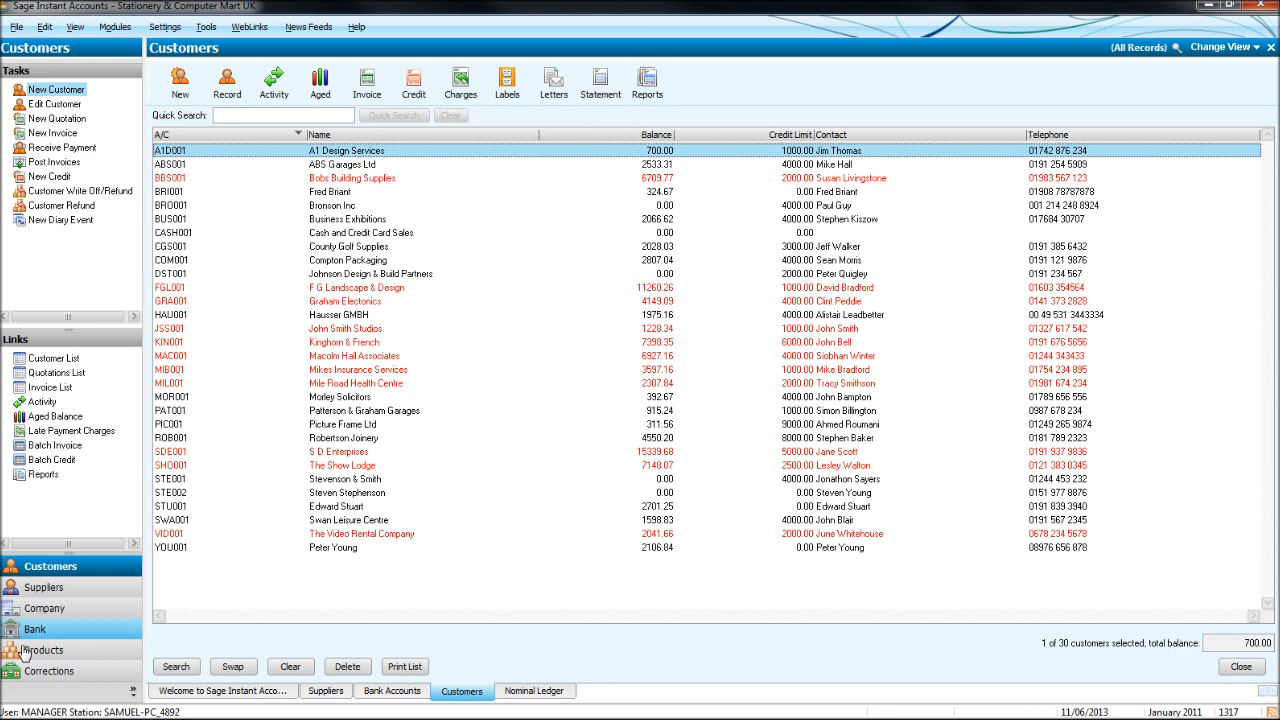 Sage Instant Accounts - Stationery & Computer Mart UK
File Edit View Modules Settings Tools WebLinks News Feeds Help
Customers
Tasks
New Customer
Edit Customer
New Quotation
New Invoice
Receive Payment
Post Invoices
New Credit
Customer Write Off/Refund
Customer Refund
New Diary Event
Links
Customer List
Quotations List
Invoice List
Activity
Aged Balance
Late Payment Charges
Batch Invoice
Batch Credit
Reports
Customers
Suppliers
Company
Bank
Products
Corrections
Customers (All Records) Change View
New Record Activity Aged Invoice Credit Charges Labels Letters Statement Reports
Quick Search: Quick Search Clear
A/C Name Balance Credit Limit Contact Telephone
A1D001 A1 Design Services 700.00 1000.00 Jim Thomas 01742 876 234
ABS001 ABS Garages Ltd 2533.31 4000.00 Mike Hall 0191 254 5909
BBS001 Bobs Building Supplies 6709.77 2000.00 Susan Livingstone 01983 567 123
BRI001 Fred Briant 324.67 0.00 Fred Briant 01908 78787878
BRO001 Bronson Inc 0.00 4000.00 Paul Guy 001 214 248 8924
BUS001 Business Exhibitions 2066.62 4000.00 Stephen Kiszow 017684 30707
CASH001 Cash and Credit Card Sales 0.00 0.00
CGS001 County Golf Supplies 2028.03 3000.00 Jeff Walker 0191 385 6432
COM001 Compton Packaging 2807.04 4000.00 Sean Morris 0191 121 9876
DST001 Johnson Design & Build Partners 0.00 2000.00 Peter Quigley 0191 234 567
FGL001 F G Landscape & Design 11260.26 1000.00 David Bradford 01603 354564
GRA001 Graham Electonics 4149.09 4000.00 Clint Peddie 0141 373 2828
HAU001 Hausser GMBH 1975.16 4000.00 Alistair Leadbetter 00 49 531 3443334
JSS001 John Smith Studios 1228.34 1000.00 John Smith 01327 617 542
KIN001 Kinghorn & French 7398.35 6000.00 John Bell 0191 676 5656
MAC001 Macolm Hall Associates 6927.16 4000.00 Siobhan Winter 01244 343433
MIB001 Mikes Insurance Services 3597.16 1000.00 Mike Bradford 01754 234 895
MIL001 Mile Road Health Centre 2307.84 2000.00 Tracy Smithson 01981 674 234
MOR001 Morley Solicitors 392.67 4000.00 John Bampton 01789 656 556
PAT001 Patterson & Graham Garages 915.24 1000.00 Simon Billington 0987 678 234
PIC001 Picture Frame Ltd 311.56 9000.00 Ahmed Roumani 01249 265 9874
ROB001 Robertson Joinery 4550.20 8000.00 Stephen Baker 0181 789 2323
SDE001 S D Enterprises 15339.68 5000.00 Jane Scott 0191 937 9836
SHO001 The Show Lodge 7148.07 2500.00 Lesley Walton 0121 383 0345
STE001 Stevenson & Smith 0.00 4000.00 Jonathon Sayers 01244 453 232
STE002 Steven Stephenson 0.00 0.00 Steven Young 0151 977 8876
STU001 Edward Stuart 2701.25 0.00 Edward Stuart 0191 839 3940
SWA001 Swan Leisure Centre 1598.83 4000.00 John Blair 0191 567 2345
VID001 The Video Rental Company 2041.66 2000.00 June Whitehouse 0678 234 5678
YOU001 Peter Young 2106.84 0.00 Peter Young 08976 656 878
1 of 30 customers selected, total balance: 700.00
Search Swap Clear Delete Print List Close
Welcome to Sage Instant Acco... Suppliers Bank Accounts Customers Nominal Ledger
User: MANAGER Station: SAMUEL-PC_4892 11/06/2013 January 2011 1317